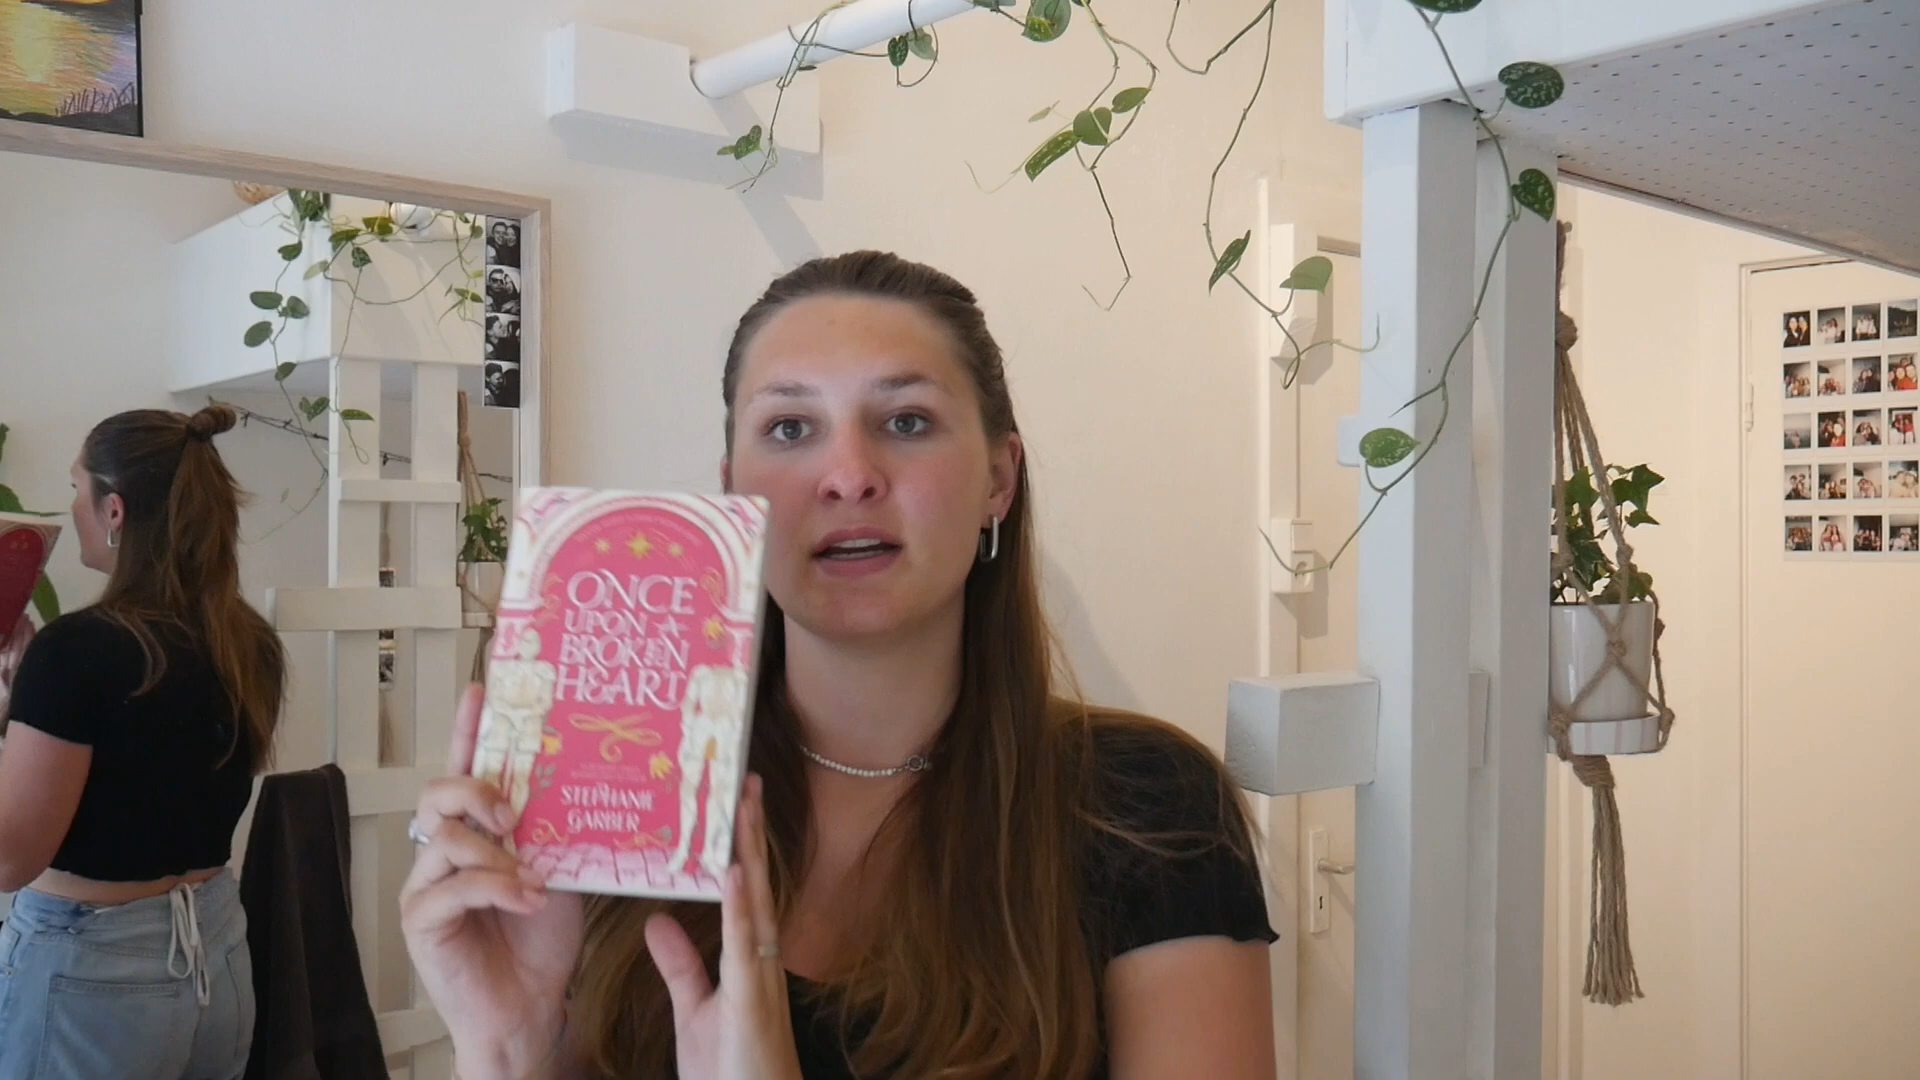 ONCE
UPON A
BROKEN
HEART
STEPHANIE
GARBER